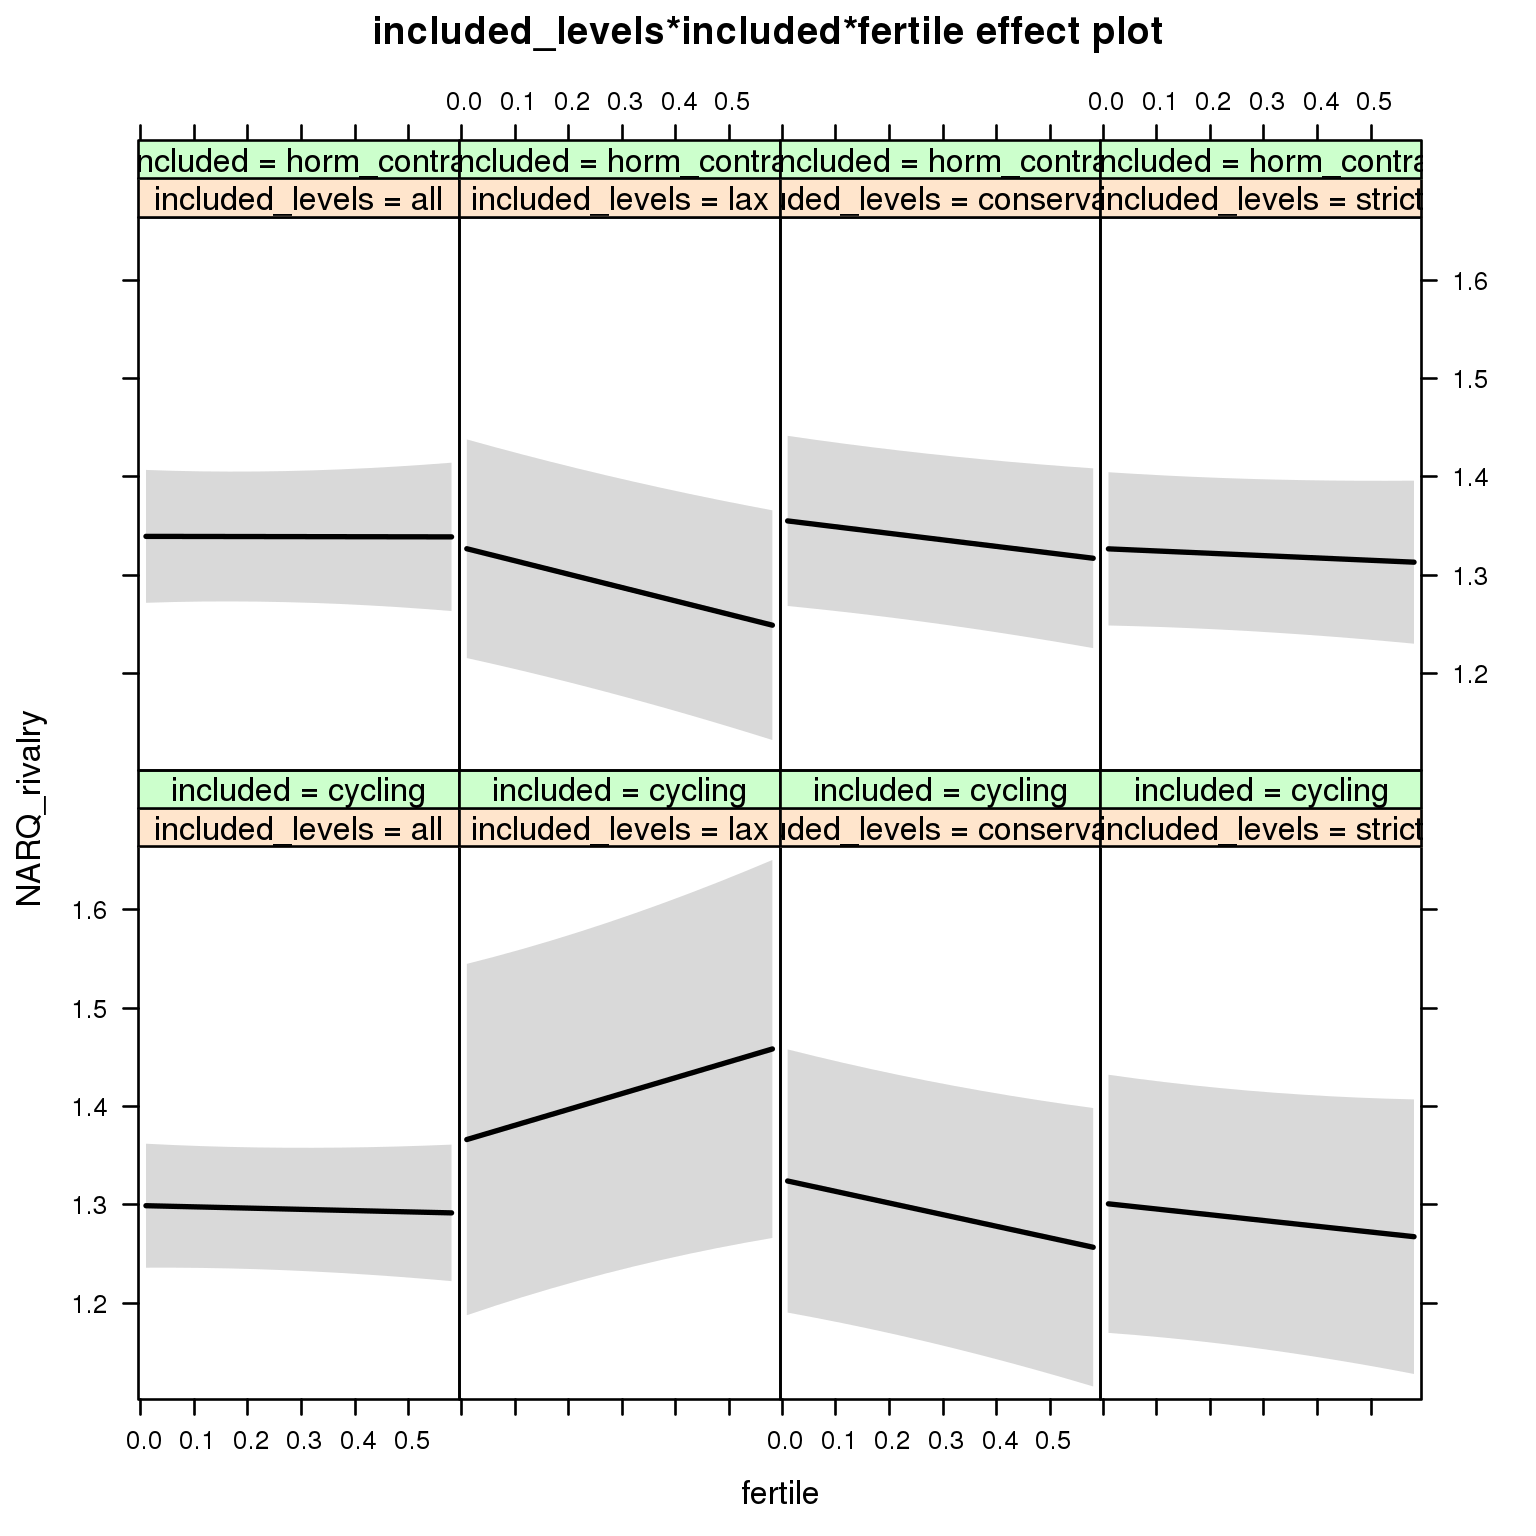 included_levels*included*fertile effect plot
0.0 0.1 0.2 0.3 0.4 0.5 0.0 0.1 0.2 0.3 0.4 0.5
ncluded = horm_contra ncluded = horm_contra ncluded = horm_contra ncluded = horm_contra
included_levels = all included_levels = lax uded_levels = conserva included_levels = strict
1.6
1.5
1.4
1.3
1.2
NARQ_rivalry
included = cycling included = cycling included = cycling included = cycling
included_levels = all included_levels = lax uded_levels = conserva included_levels = strict
1.6
1.5
1.4
1.3
1.2
0.0 0.1 0.2 0.3 0.4 0.5 0.0 0.1 0.2 0.3 0.4 0.5
fertile